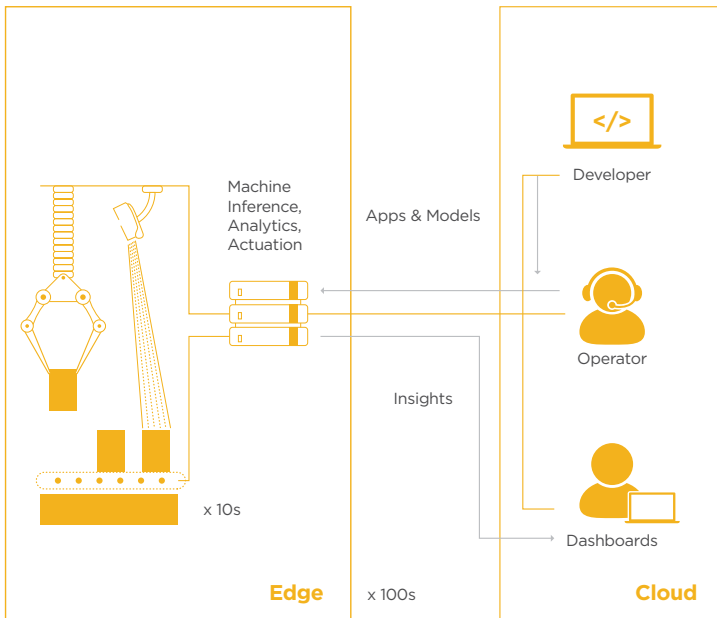 </>
Developer
Machine
Inference,
Analytics,
Actuation
Apps & Models
Operator
Insights
x 10s
Dashboards
Edge
x 100s
Cloud